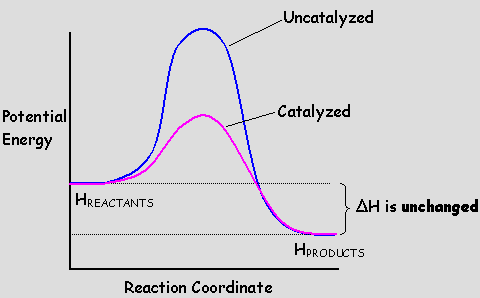 Uncatalyzed
Catalyzed
Potential
Energy
HREACTANTS
ΔH is unchanged
HPRODUCTS
Reaction Coordinate